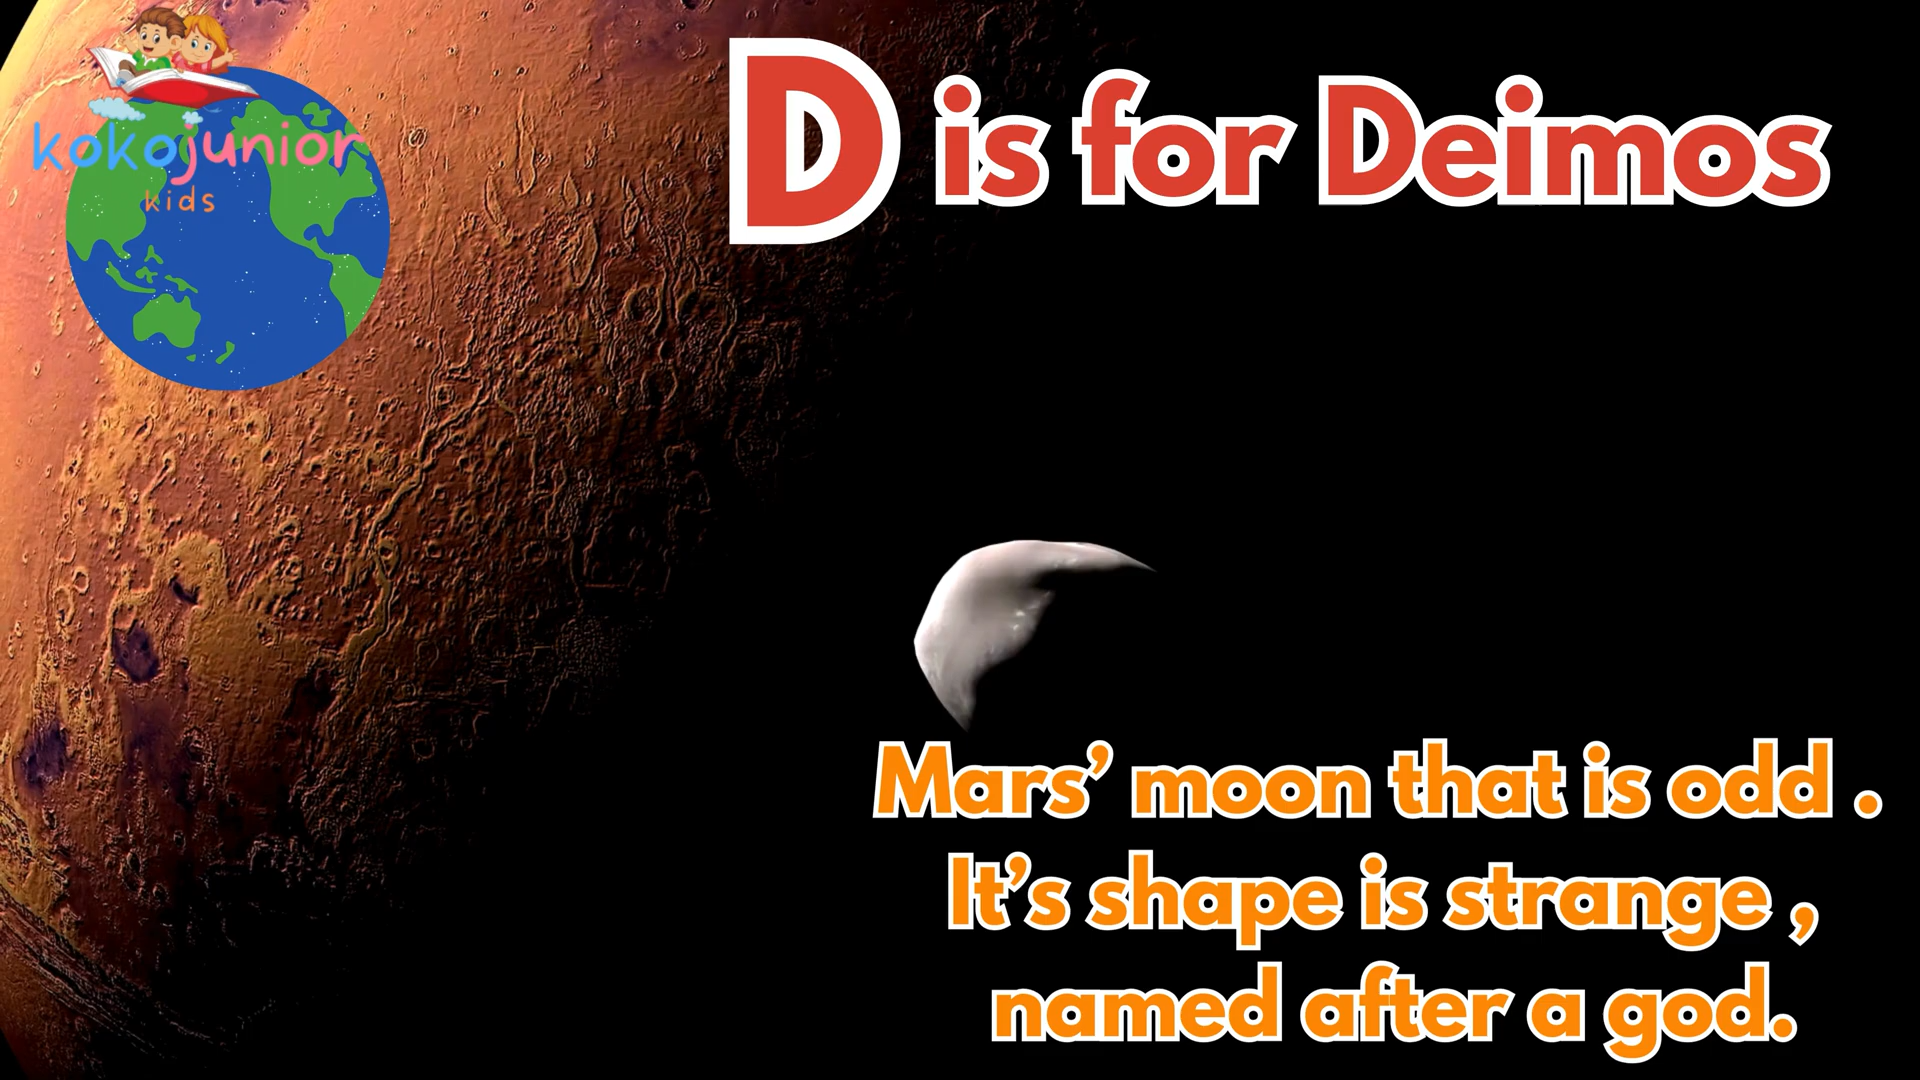 kokojunior
kids
D is for Deimos
Mars’ moon that is odd .
It’s shape is strange ,
named after a god.